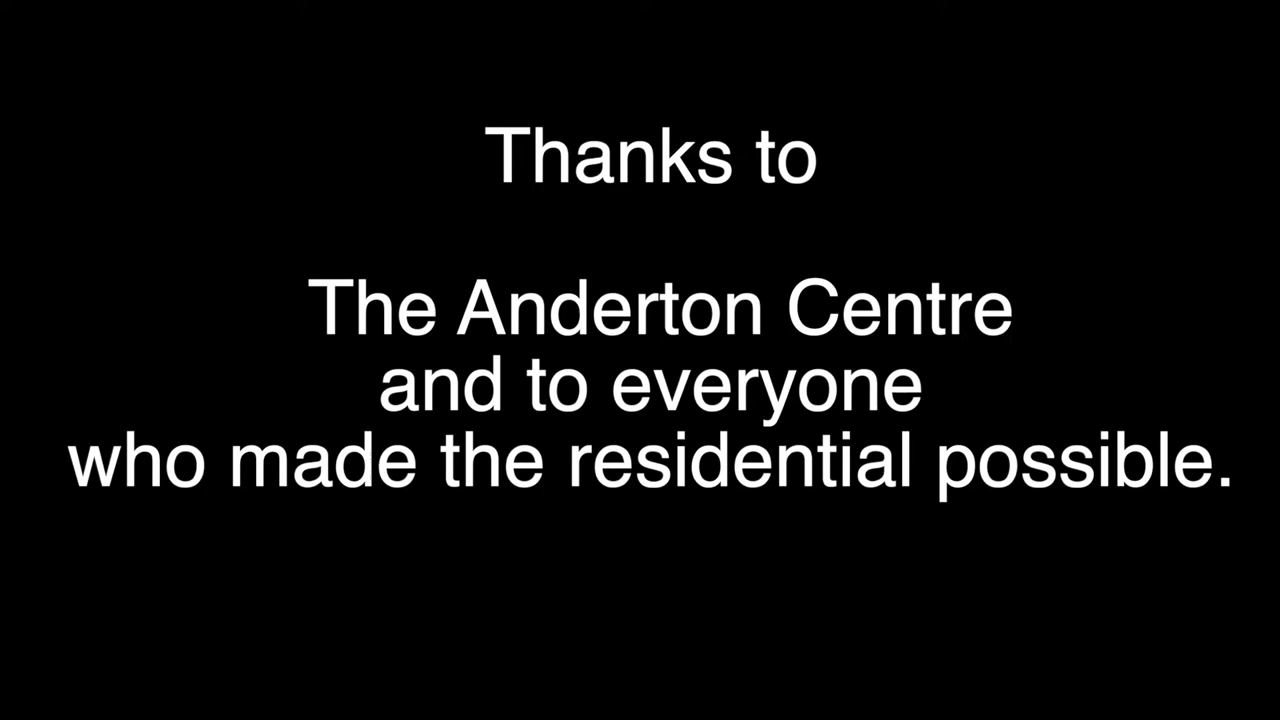 Thanks to
The Anderton Centre
and to everyone
who made the residential possible.